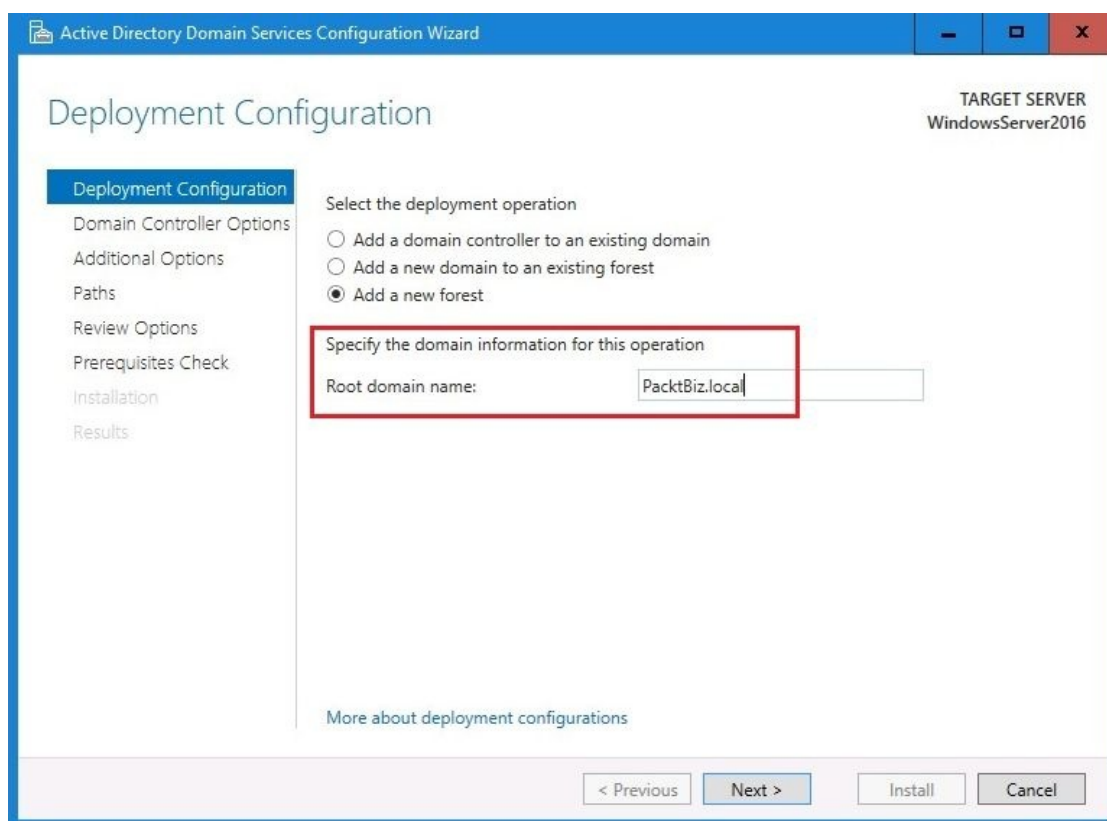 Active Directory Domain Services Configuration Wizard
Deployment Configuration
TARGET SERVER
WindowsServer2016
Deployment Configuration
Domain Controller Options
Additional Options
Paths
Review Options
Prerequisites Check
Installation
Results
Select the deployment operation
Add a domain controller to an existing domain
Add a new domain to an existing forest
Add a new forest
Specify the domain information for this operation
Root domain name: PacktBiz.local
More about deployment configurations
< Previous Next > Install Cancel